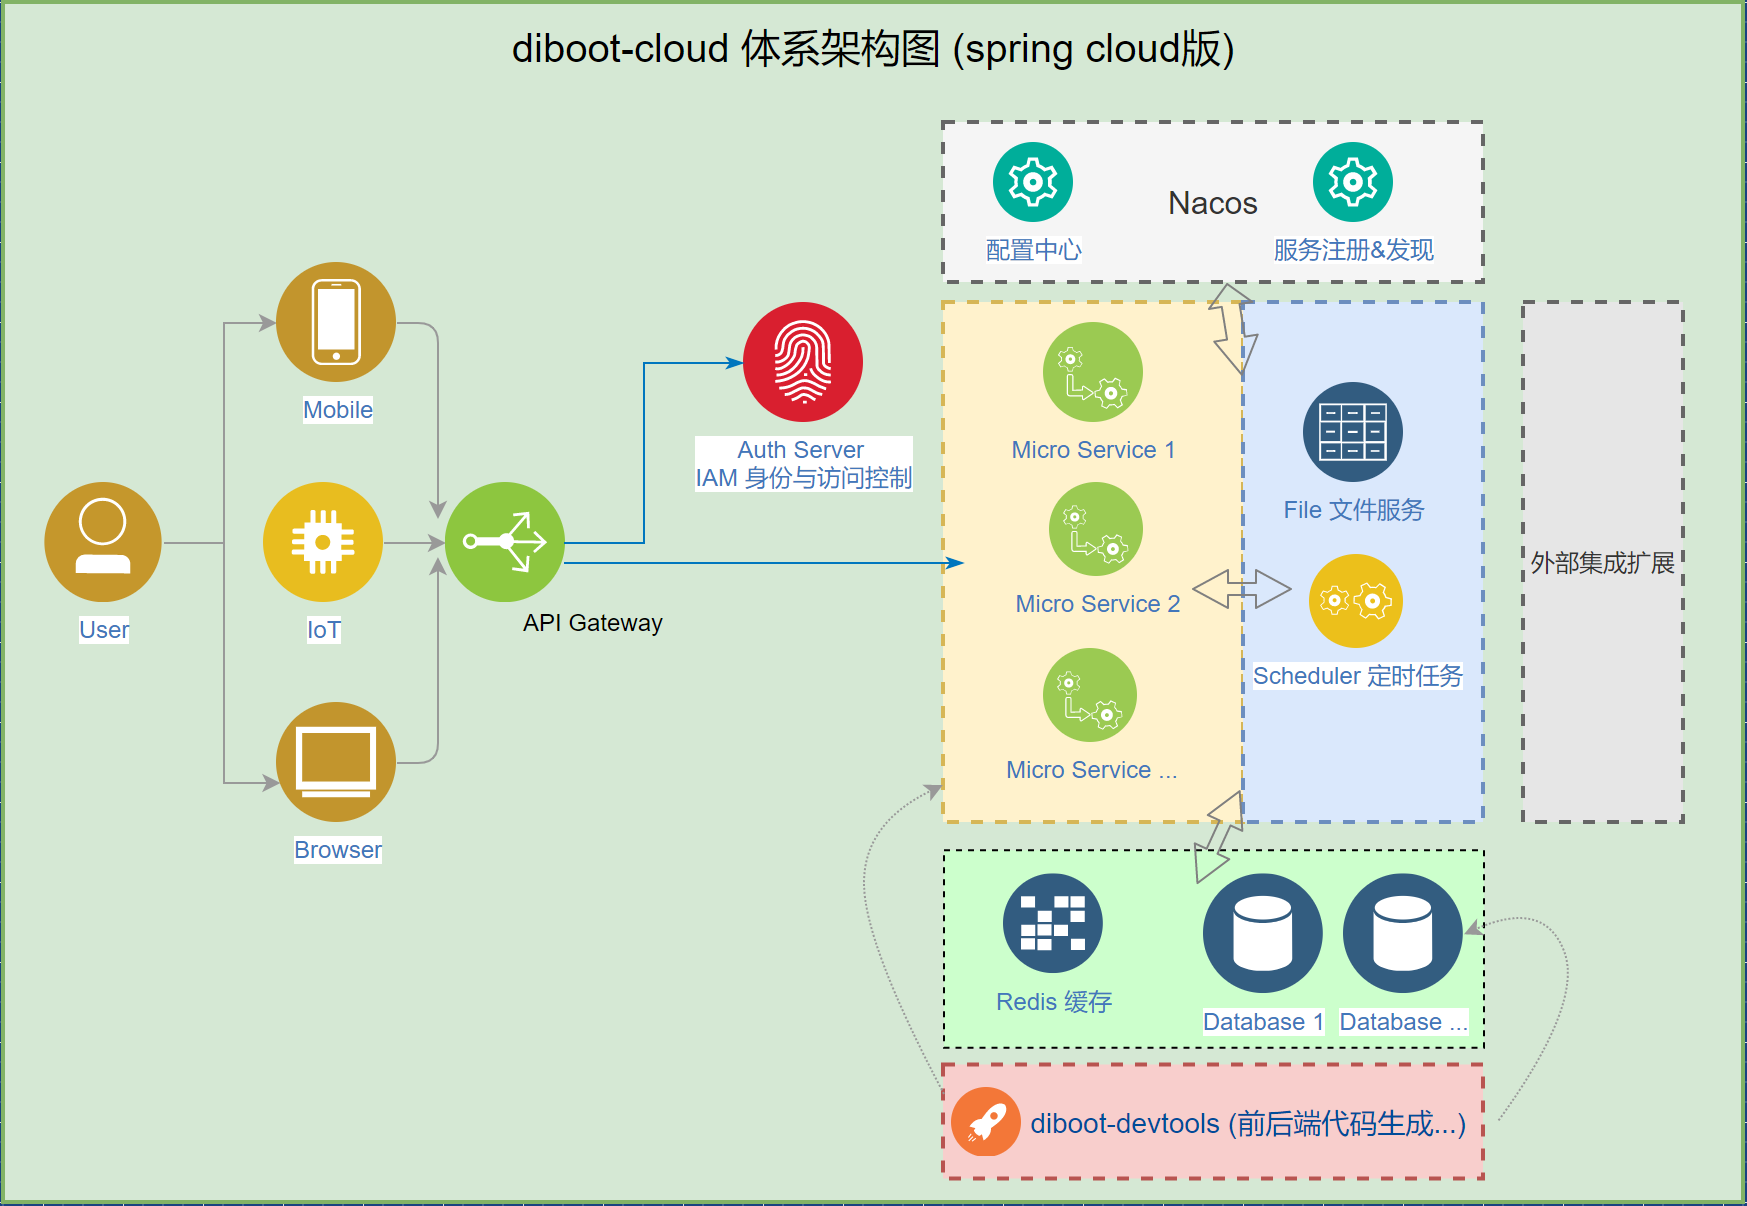 diboot-cloud 体系架构图 (spring cloud版)
Nacos
配置中心
服务注册&发现
Mobile
User
IoT
Browser
API Gateway
Auth Server
IAM 身份与访问控制
Micro Service 1
Micro Service 2
Micro Service ...
File 文件服务
Scheduler 定时任务
外部集成扩展
Redis 缓存
Database 1
Database ...
diboot-devtools (前后端代码生成...)